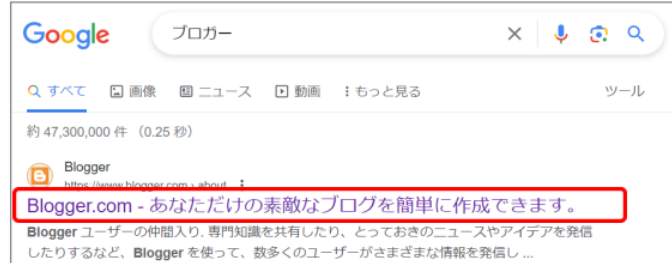 Google ブロガー
すべて 画像 ニュース 動画 もっと見る ツール
約 47,300,000 件 （0.25 秒）
Blogger
https://www.blogger.com › about
Blogger.com - あなただけの素敵なブログを簡単に作成できます。
Blogger ユーザーの仲間入り. 専門知識を共有したり、とっておきのニュースやアイデアを発信
したりするなど、Blogger を使って、数多くのユーザーがさまざまな情報を発信し ...